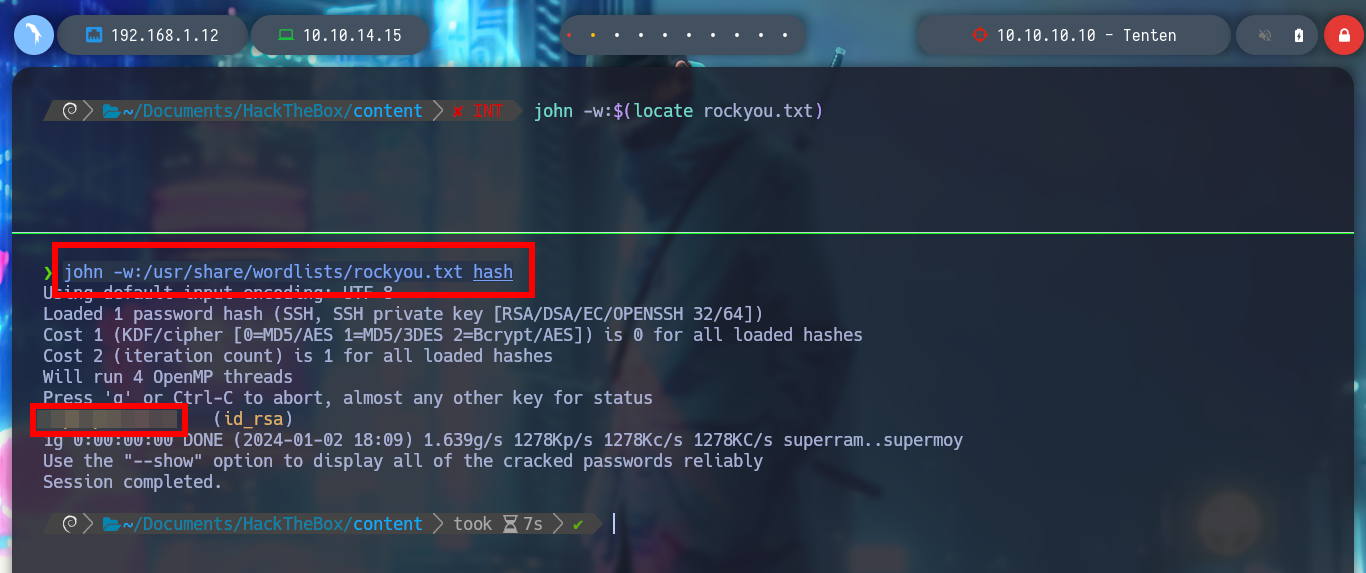 192.168.1.12
10.10.14.15
10.10.10.10 - Tenten
~/Documents/HackTheBox/content ✘ INT john -w:$(locate rockyou.txt)
❯ john -w:/usr/share/wordlists/rockyou.txt hash
Using default input encoding: UTF-8
Loaded 1 password hash (SSH, SSH private key [RSA/DSA/EC/OPENSSH 32/64])
Cost 1 (KDF/cipher [0=MD5/AES 1=MD5/3DES 2=Bcrypt/AES]) is 0 for all loaded hashes
Cost 2 (iteration count) is 1 for all loaded hashes
Will run 4 OpenMP threads
Press 'q' or Ctrl-C to abort, almost any other key for status
(id_rsa)
1g 0:00:00:00 DONE (2024-01-02 18:09) 1.639g/s 1278Kp/s 1278Kc/s 1278KC/s superram..supermoy
Use the "--show" option to display all of the cracked passwords reliably
Session completed.
~/Documents/HackTheBox/content took 7s ✔